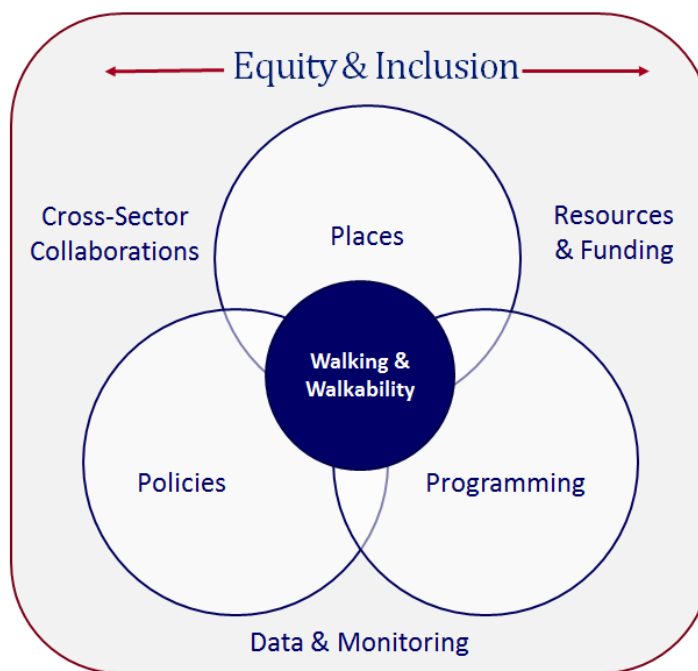 Equity & Inclusion
Cross-Sector
Collaborations
Places
Resources
& Funding
Walking &
Walkability
Policies
Programming
Data & Monitoring